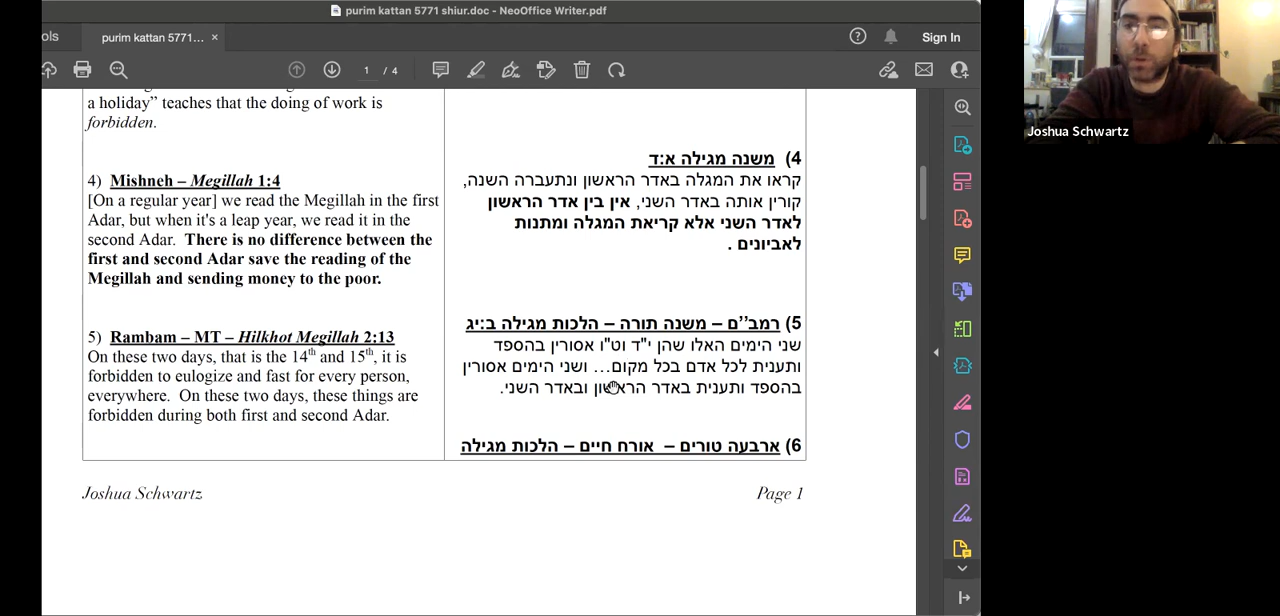 purim kattan 5771 shiur.doc - NeoOffice Writer.pdf
ols
purim kattan 5771... ×
Sign In
1 / 4
a holiday” teaches that the doing of work is
forbidden.
4) Mishneh – Megillah 1:4
[On a regular year] we read the Megillah in the first
Adar, but when it's a leap year, we read it in the
second Adar. There is no difference between the
first and second Adar save the reading of the
Megillah and sending money to the poor.
5) Rambam – MT – Hilkhot Megillah 2:13
On these two days, that is the 14th and 15th, it is
forbidden to eulogize and fast for every person,
everywhere. On these two days, these things are
forbidden during both first and second Adar.
4) משנה מגילה א:ד
קראו את המגלה באדר הראשון ונתעברה השנה,
קורין אותה באדר השני, אין בין אדר הראשון
לאדר השני אלא קריאת המגלה ומתנות
לאביונים .
5) רמב’’ם – משנה תורה – הלכות מגילה ב:יג
שני הימים האלו שהן י"ד וט"ו אסורין בהספד
ותענית לכל אדם בכל מקום... ושני הימים אסורין
בהספד ותענית באדר הראשון ובאדר השני.
6) ארבעה טורים – אורח חיים – הלכות מגילה
Joshua Schwartz
Page 1
Joshua Schwartz